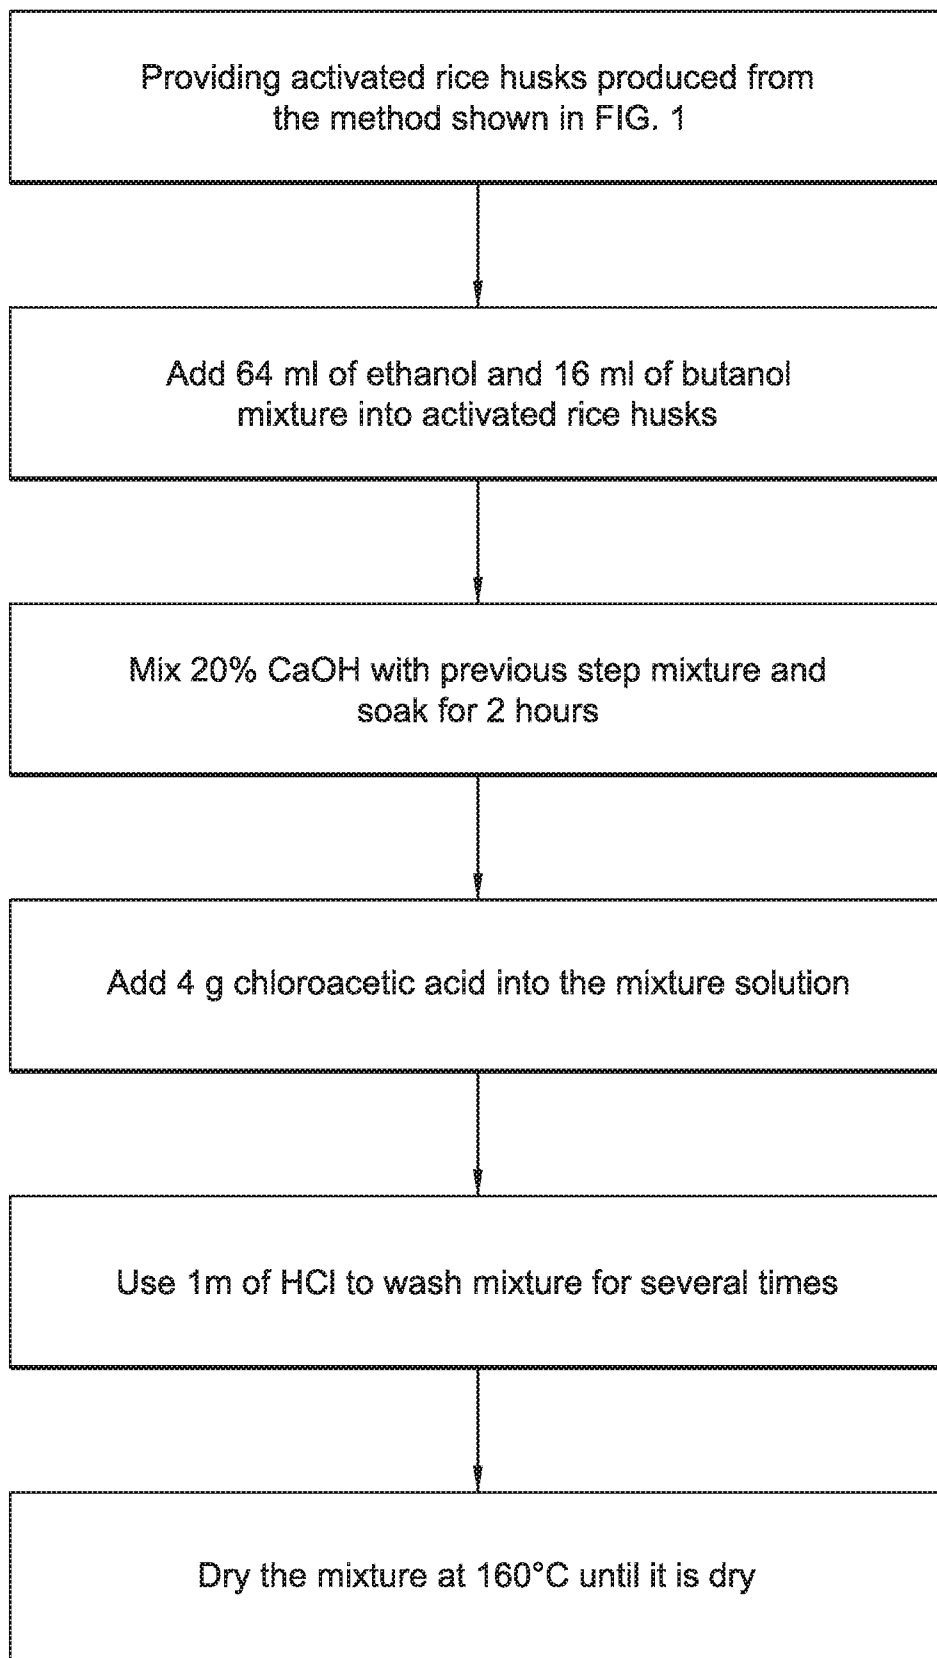 Providing activated rice husks produced from
the method shown in FIG. 1
Add 64 ml of ethanol and 16 ml of butanol
mixture into activated rice husks
Mix 20% CaOH with previous step mixture and
soak for 2 hours
Add 4 g chloroacetic acid into the mixture solution
Use 1m of HCl to wash mixture for several times
Dry the mixture at 160°C until it is dry